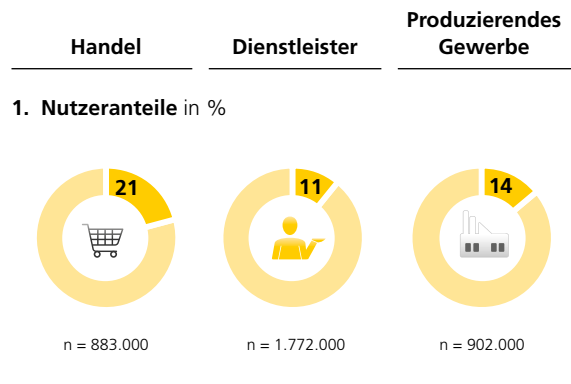 Handel
Dienstleister
Produzierendes
Gewerbe
1. Nutzeranteile in %
21
11
14
n = 883.000
n = 1.772.000
n = 902.000